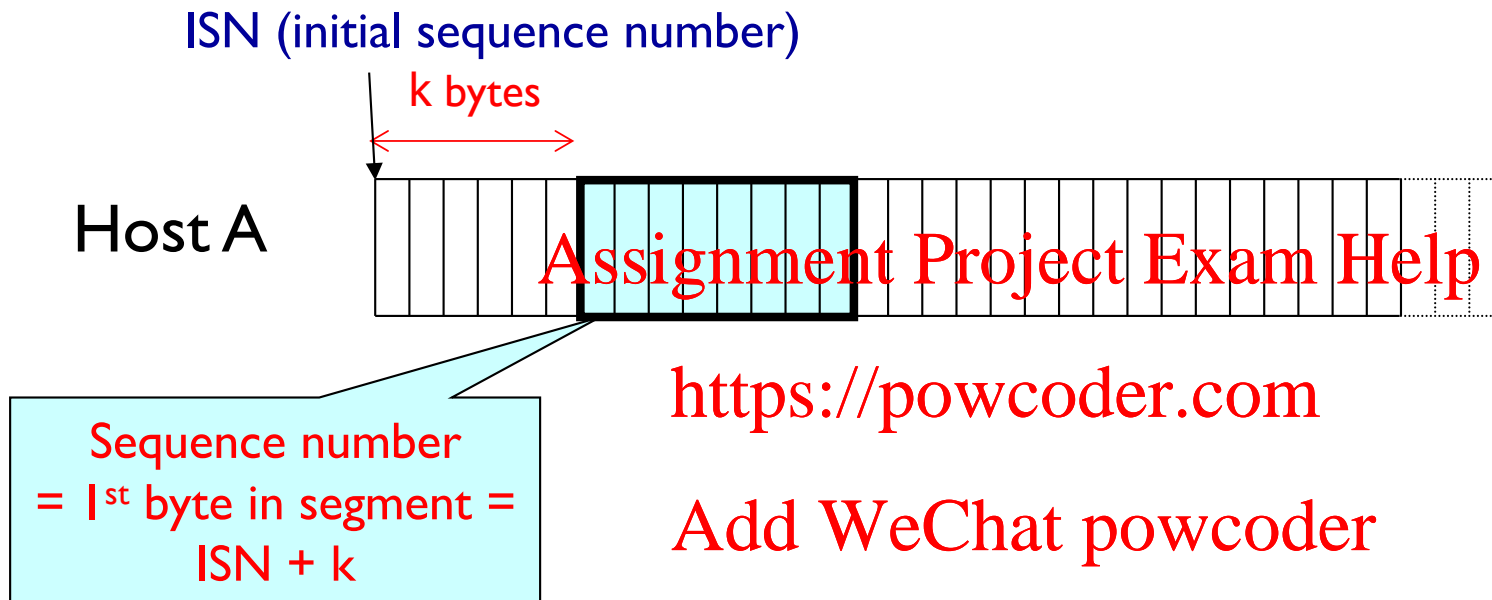 ISN (initial sequence number)
k bytes
Host A
Assignment Project Exam Help
https://powcoder.com
Sequence number
= 1st byte in segment =
ISN + k
Add WeChat powcoder